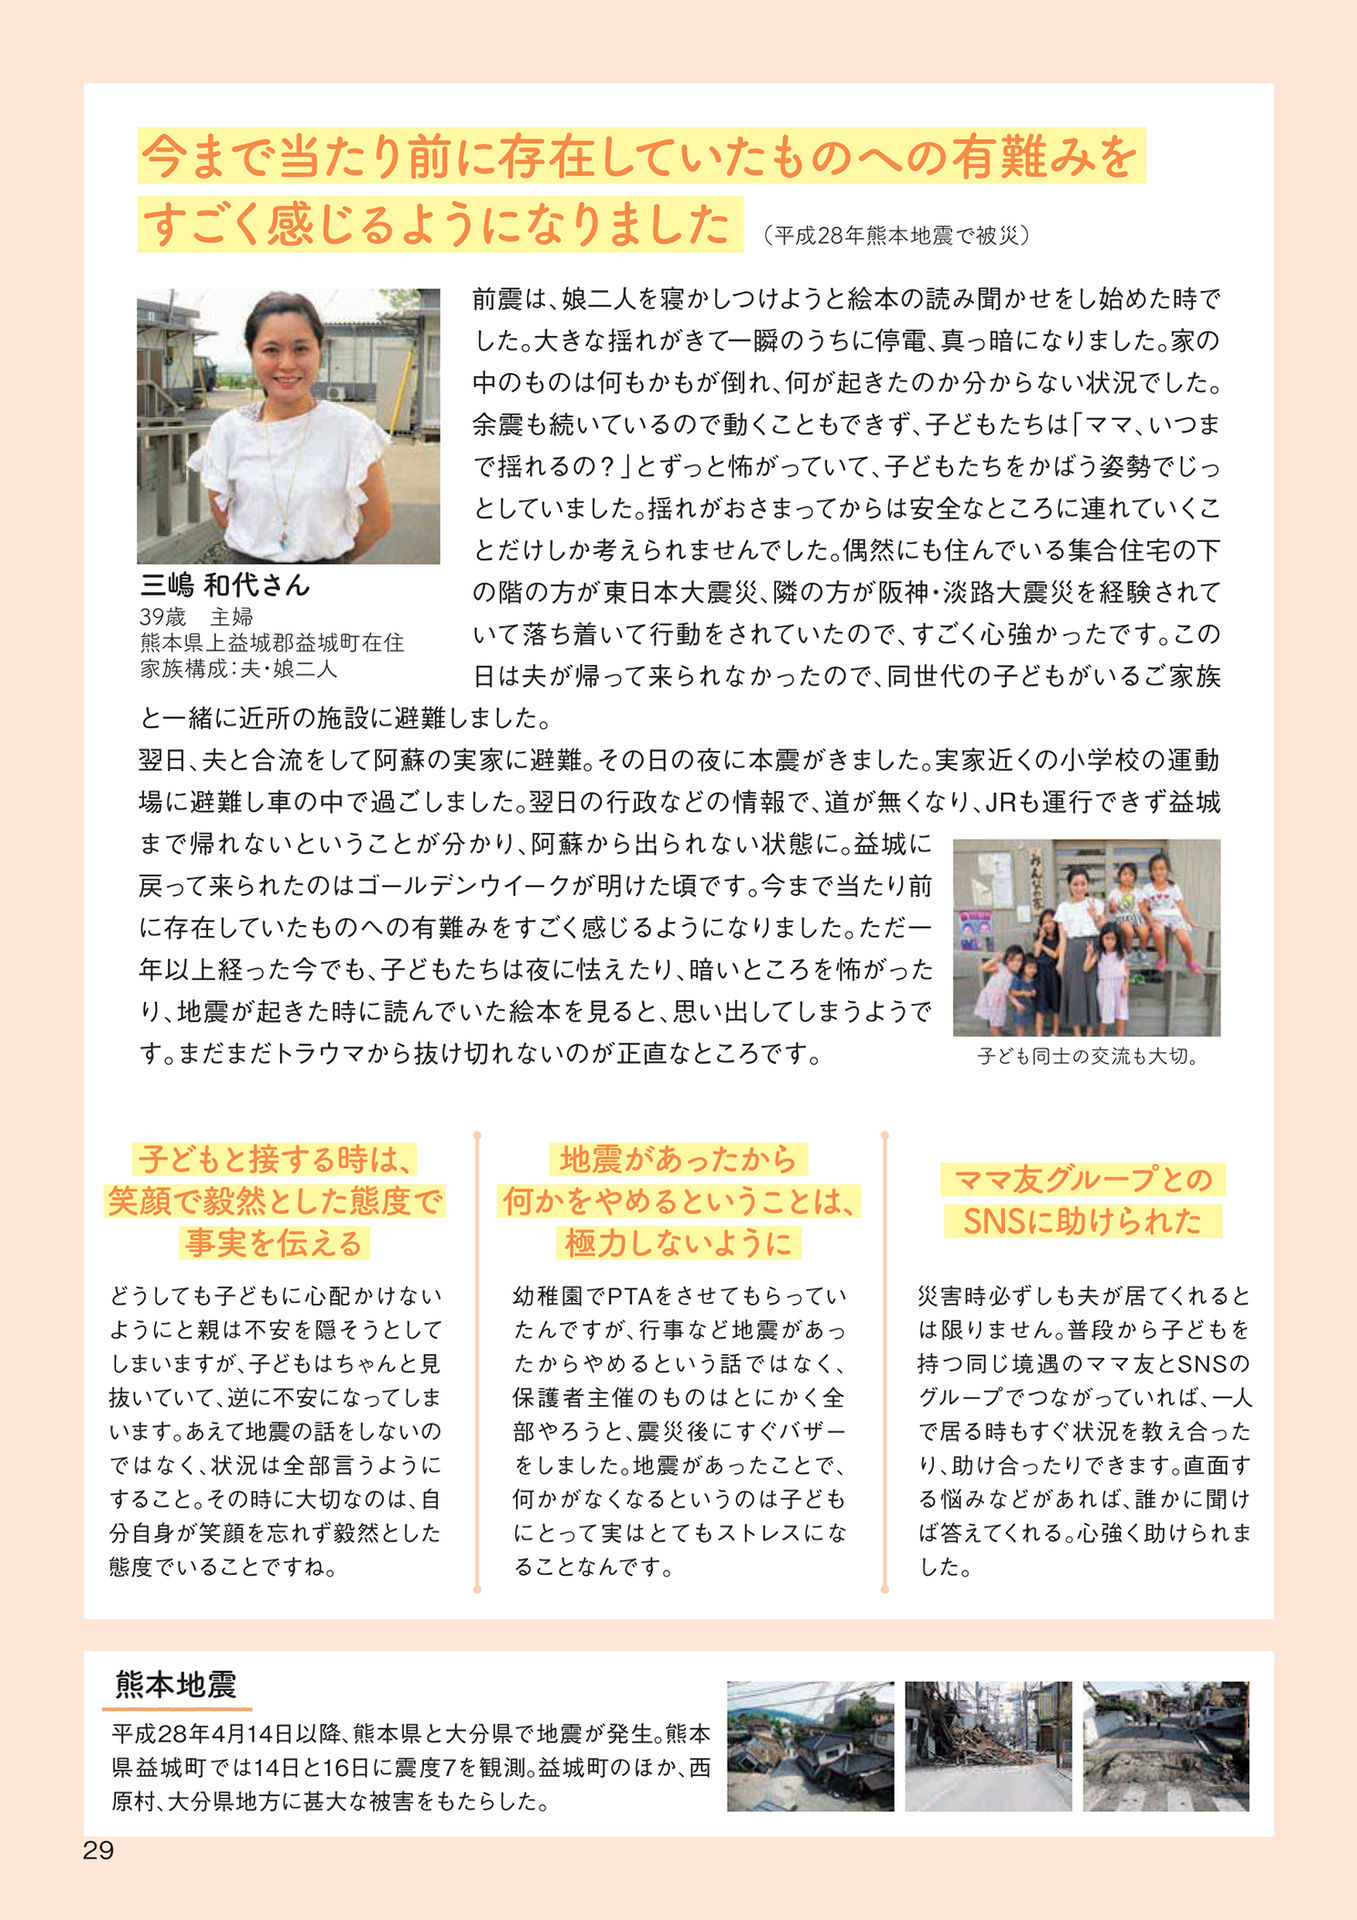 今まで当たり前に存在していたものへの有難みを
すごく感じるようになりました（平成28年熊本地震で被災）
前震は、娘二人を寝かしつけようと絵本の読み聞かせをし始めた時で
した。大きな揺れがきて一瞬のうちに停電、真っ暗になりました。家の
中のものは何もかもが倒れ、何が起きたのか分からない状況でした。
余震も続いているので動くこともできず、子どもたちは「ママ、いつま
で揺れるの？」とずっと怖がっていて、子どもたちをかばう姿勢でじっ
としていました。揺れがおさまってからは安全なところに連れていくこ
とだけしか考えられませんでした。偶然にも住んでいる集合住宅の下
の階の方が東日本大震災、隣の方が阪神・淡路大震災を経験されて
いて落ち着いて行動をされていたので、すごく心強かったです。この
日は夫が帰って来られなかったので、同世代の子どもがいるご家族
と一緒に近所の施設に避難しました。
三嶋 和代さん
39歳　主婦
熊本県上益城郡益城町在住
家族構成：夫・娘二人
翌日、夫と合流をして阿蘇の実家に避難。その日の夜に本震がきました。実家近くの小学校の運動
場に避難し車の中で過ごしました。翌日の行政などの情報で、道が無くなり、JRも運行できず益城
まで帰れないということが分かり、阿蘇から出られない状態に。益城に
戻って来られたのはゴールデンウイークが明けた頃です。今まで当たり前
に存在していたものへの有難みをすごく感じるようになりました。ただ一
年以上経った今でも、子どもたちは夜に怯えたり、暗いところを怖がった
り、地震が起きた時に読んでいた絵本を見ると、思い出してしまうようで
す。まだまだトラウマから抜け切れないのが正直なところです。
みんなの家
子ども同士の交流も大切。
子どもと接する時は、
笑顔で毅然とした態度で
事実を伝える
どうしても子どもに心配かけない
ようにと親は不安を隠そうとして
しまいますが、子どもはちゃんと見
抜いていて、逆に不安になってしま
います。あえて地震の話をしないの
ではなく、状況は全部言うように
すること。その時に大切なのは、自
分自身が笑顔を忘れず毅然とした
態度でいることですね。
地震があったから
何かをやめるということは、
極力しないように
幼稚園でPTAをさせてもらってい
たんですが、行事など地震があっ
たからやめるという話ではなく、
保護者主催のものはとにかく全
部やろうと、震災後にすぐバザー
をしました。地震があったことで、
何かがなくなるというのは子ども
にとって実はとてもストレスにな
ることなんです。
ママ友グループとの
SNSに助けられた
災害時必ずしも夫が居てくれると
は限りません。普段から子どもを
持つ同じ境遇のママ友とSNSの
グループでつながっていれば、一人
で居る時もすぐ状況を教え合った
り、助け合ったりできます。直面す
る悩みなどがあれば、誰かに聞け
ば答えてくれる。心強く助けられま
した。
熊本地震
平成28年4月14日以降、熊本県と大分県で地震が発生。熊本
県益城町では14日と16日に震度7を観測。益城町のほか、西
原村、大分県地方に甚大な被害をもたらした。
29